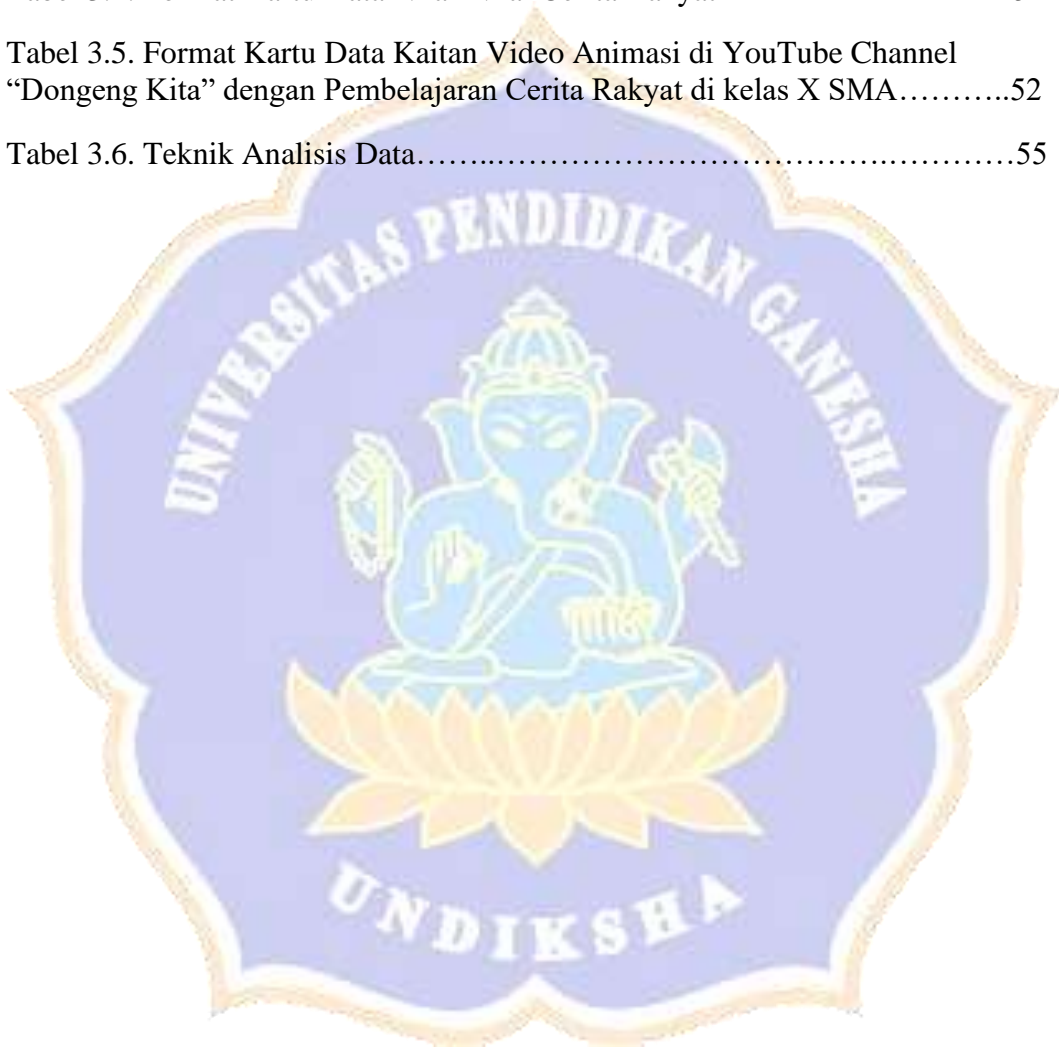 Tabel 3.5. Format Kartu Data Kaitan Video Animasi di YouTube Channel
“Dongeng Kita” dengan Pembelajaran Cerita Rakyat di kelas X SMA………..52
Tabel 3.6. Teknik Analisis Data……..……………………………….…………55
UNIVERSITAS PENDIDIKAN GANESHA
UNDIKSHA